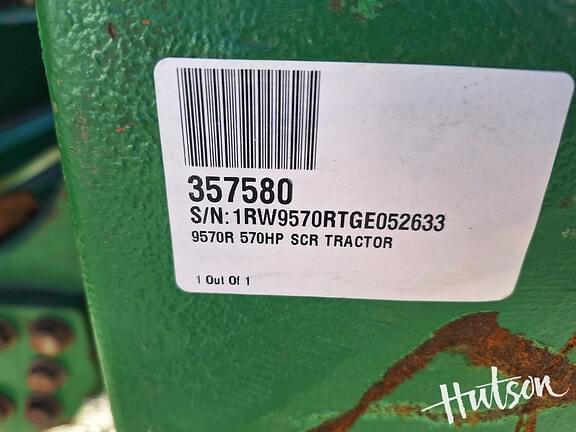 357580
S/N: 1RW9570RTGE052633
9570R 570HP SCR TRACTOR
1 Out Of 1
Hutson